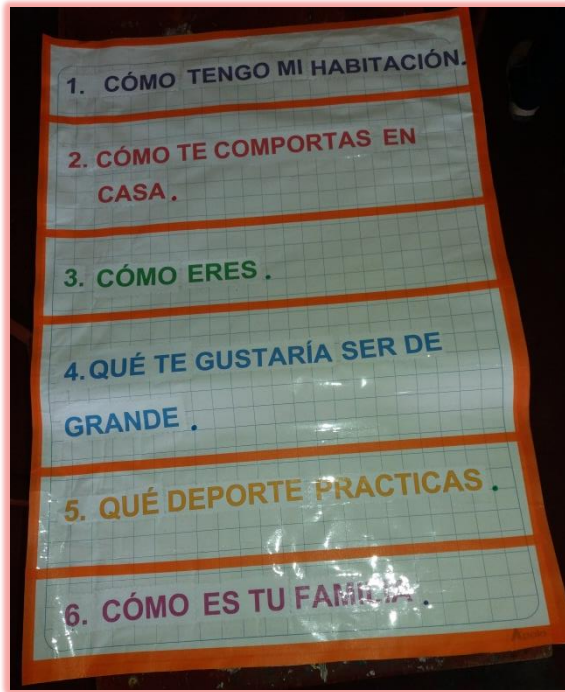 1. CÓMO TENGO MI HABITACIÓN.
2. CÓMO TE COMPORTAS EN
CASA.
3. CÓMO ERES.
4. QUÉ TE GUSTARÍA SER DE
GRANDE.
5. QUÉ DEPORTE PRACTICAS.
6. CÓMO ES TU FAMILIA.